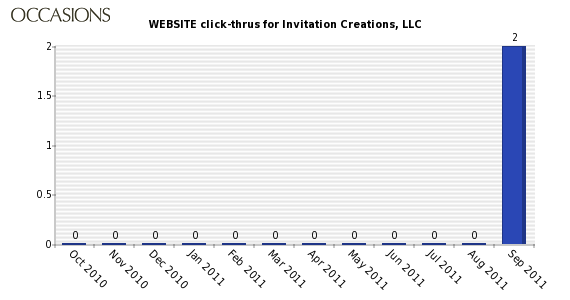 OCCASIONS
WEBSITE click-thrus for Invitation Creations, LLC
2
1.5
1
0.5
0
0 0 0 0 0 0 0 0 0 0 0 2
Oct 2010 Nov 2010 Dec 2010 Jan 2011 Feb 2011 Mar 2011 Apr 2011 May 2011 Jun 2011 Jul 2011 Aug 2011 Sep 2011